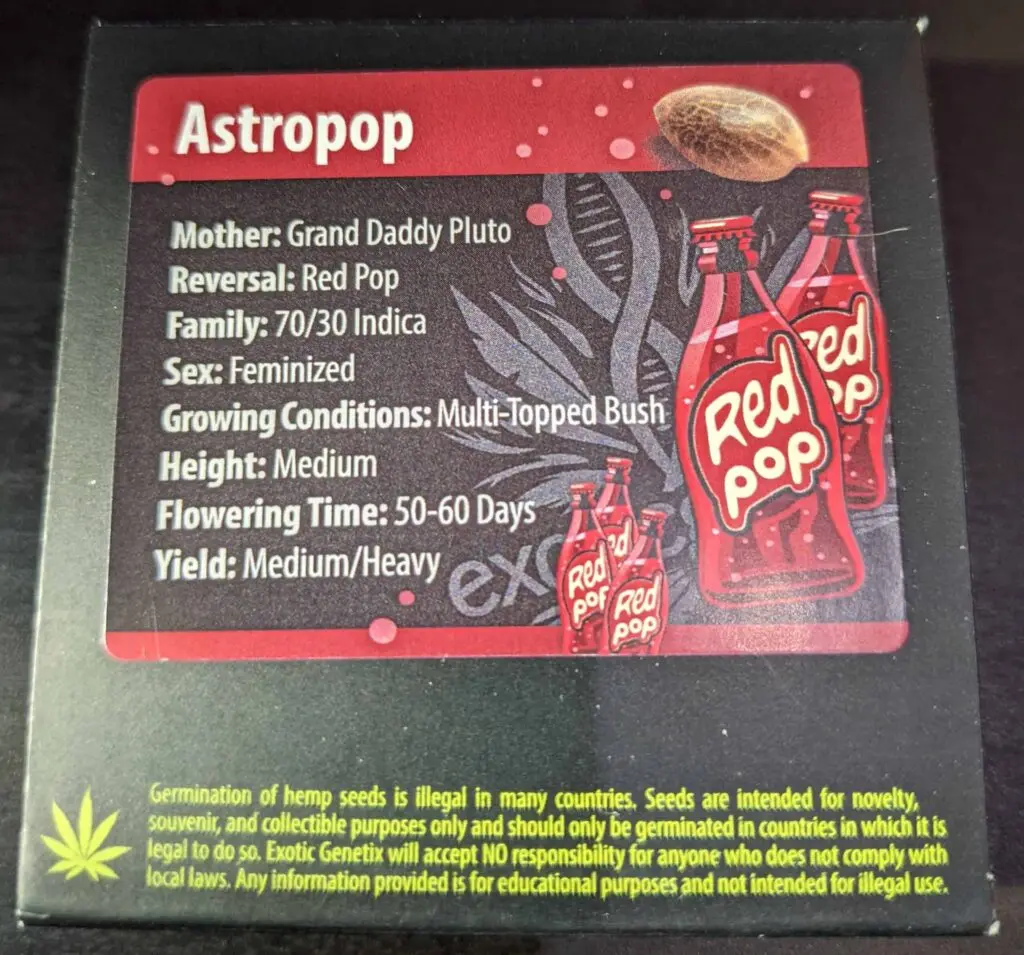 Astropop
Mother: Grand Daddy Pluto
Reversal: Red Pop
Family: 70/30 Indica
Sex: Feminized
Growing Conditions: Multi-Topped Bush
Height: Medium
Flowering Time: 50-60 Days
Yield: Medium/Heavy
Red
pop
Red
pop
Red
pop
Red
pop
Germination of hemp seeds is illegal in many countries. Seeds are intended for novelty,
souvenir, and collectible purposes only and should only be germinated in countries in which it is
legal to do so. Exotic Genetix will accept NO responsibility for anyone who does not comply with
local laws. Any information provided is for educational purposes and not intended for illegal use.